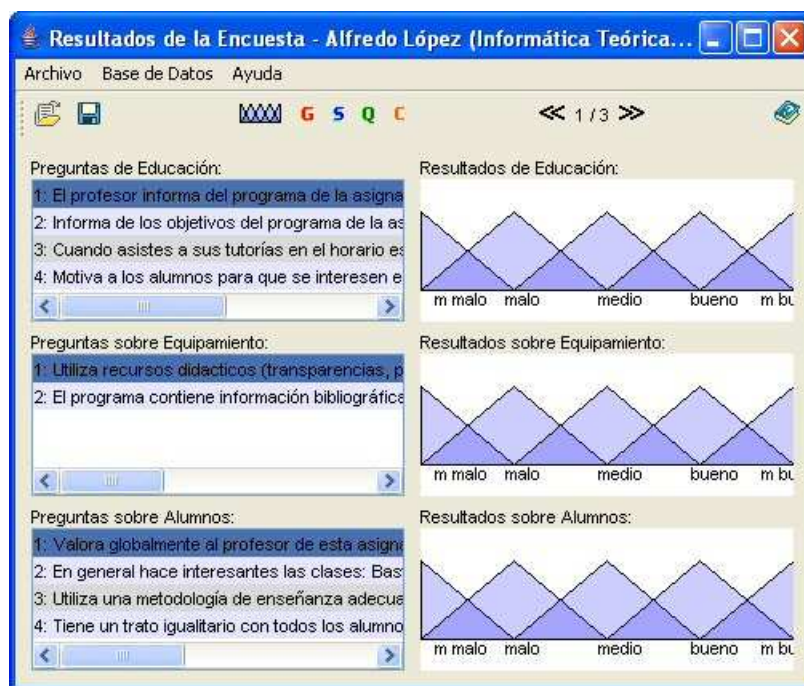 Resultados de la Encuesta - Alfredo López (Informática Teórica...
Archivo Base de Datos Ayuda
G S Q C
1 / 3
Preguntas de Educación:
1: El profesor informa del programa de la asigna
2: Informa de los objetivos del programa de la as
3: Cuando asistes a sus tutorías en el horario es
4: Motiva a los alumnos para que se interesen e
Resultados de Educación:
m malo malo medio bueno m bu
Preguntas sobre Equipamiento:
1: Utiliza recursos didacticos (transparencias, p
2: El programa contiene información bibliográfica
Resultados sobre Equipamiento:
m malo malo medio bueno m bu
Preguntas sobre Alumnos:
1: Valora globalmente al profesor de esta asigna
2: En general hace interesantes las clases: Bas
3: Utiliza una metodología de enseñanza adecua
4: Tiene un trato igualitario con todos los alumno
Resultados sobre Alumnos:
m malo malo medio bueno m bu